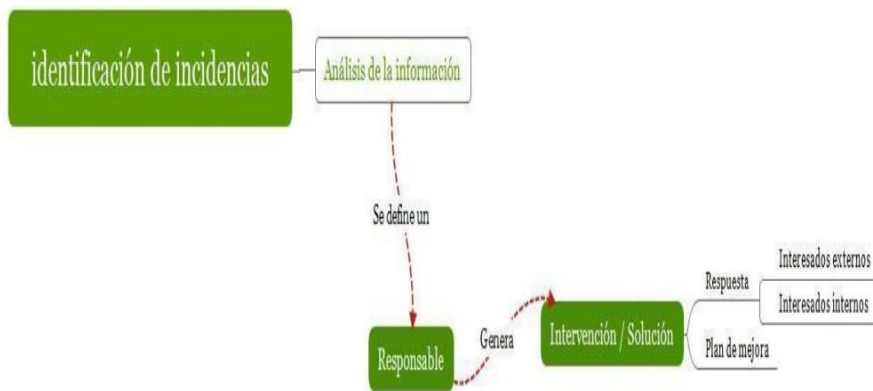 identificación de incidencias
Análisis de la información
Se define un
Responsable
Genera
Intervención / Solución
Respuesta
Interesados externos
Interesados internos
Plan de mejora